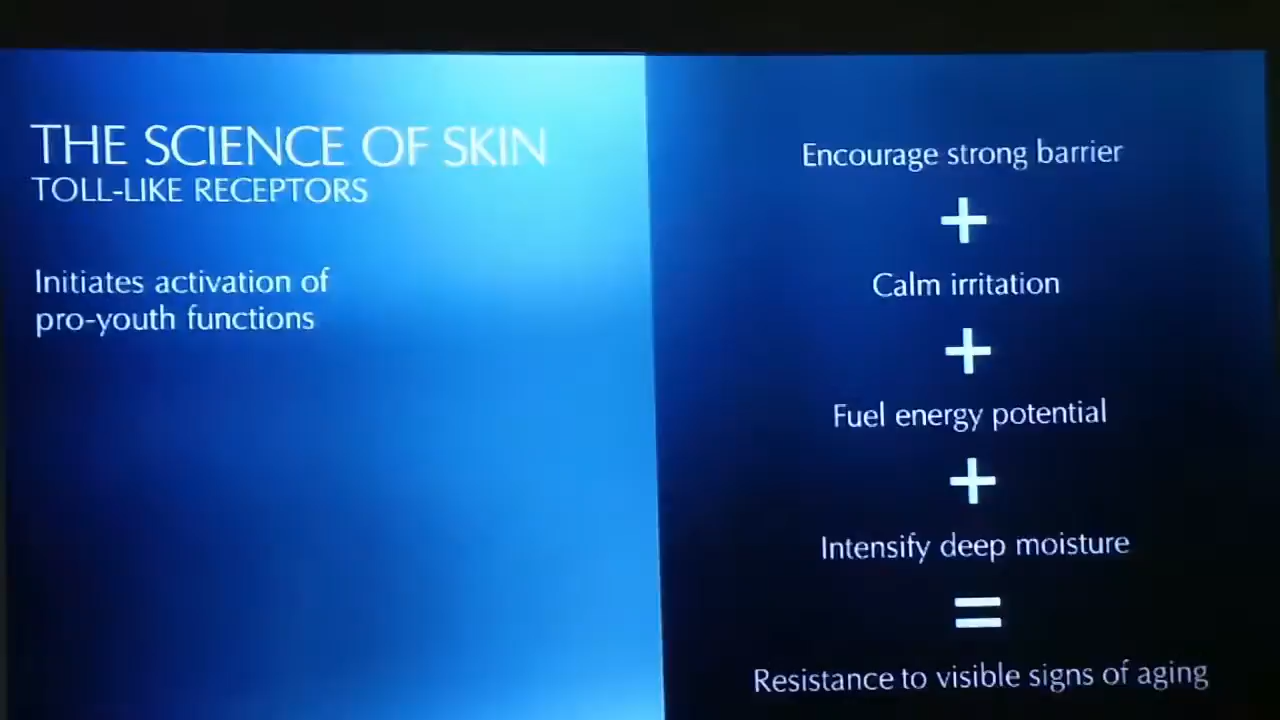 THE SCIENCE OF SKIN
TOLL-LIKE RECEPTORS
Initiates activation of
pro-youth functions
Encourage strong barrier
+
Calm irritation
+
Fuel energy potential
+
Intensify deep moisture
=
Resistance to visible signs of aging